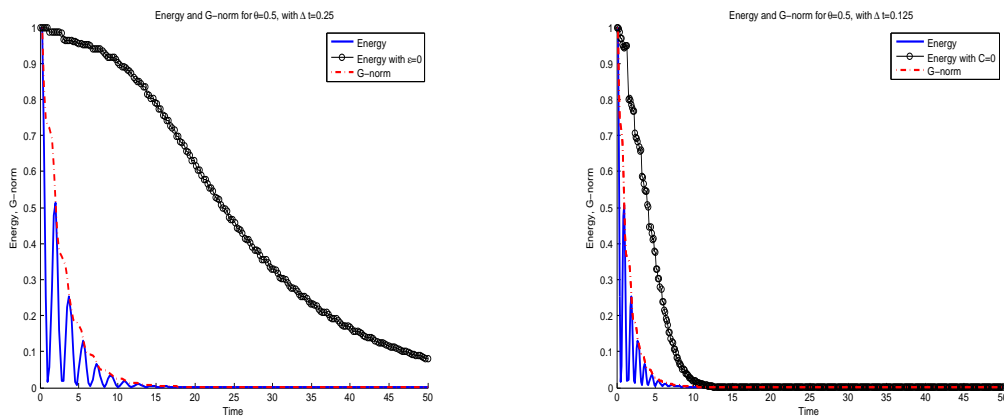 Energy and G-norm for θ=0.5, with Δ t=0.25
Energy
Energy with ε=0
G-norm
Energy, G-norm
1
0.9
0.8
0.7
0.6
0.5
0.4
0.3
0.2
0.1
0
0 5 10 15 20 25 30 35 40 45 50
Time
Energy and G-norm for θ=0.5, with Δ t=0.125
Energy
Energy with C=0
G-norm
Energy, G-norm
1
0.9
0.8
0.7
0.6
0.5
0.4
0.3
0.2
0.1
0
0 5 10 15 20 25 30 35 40 45 50
Time